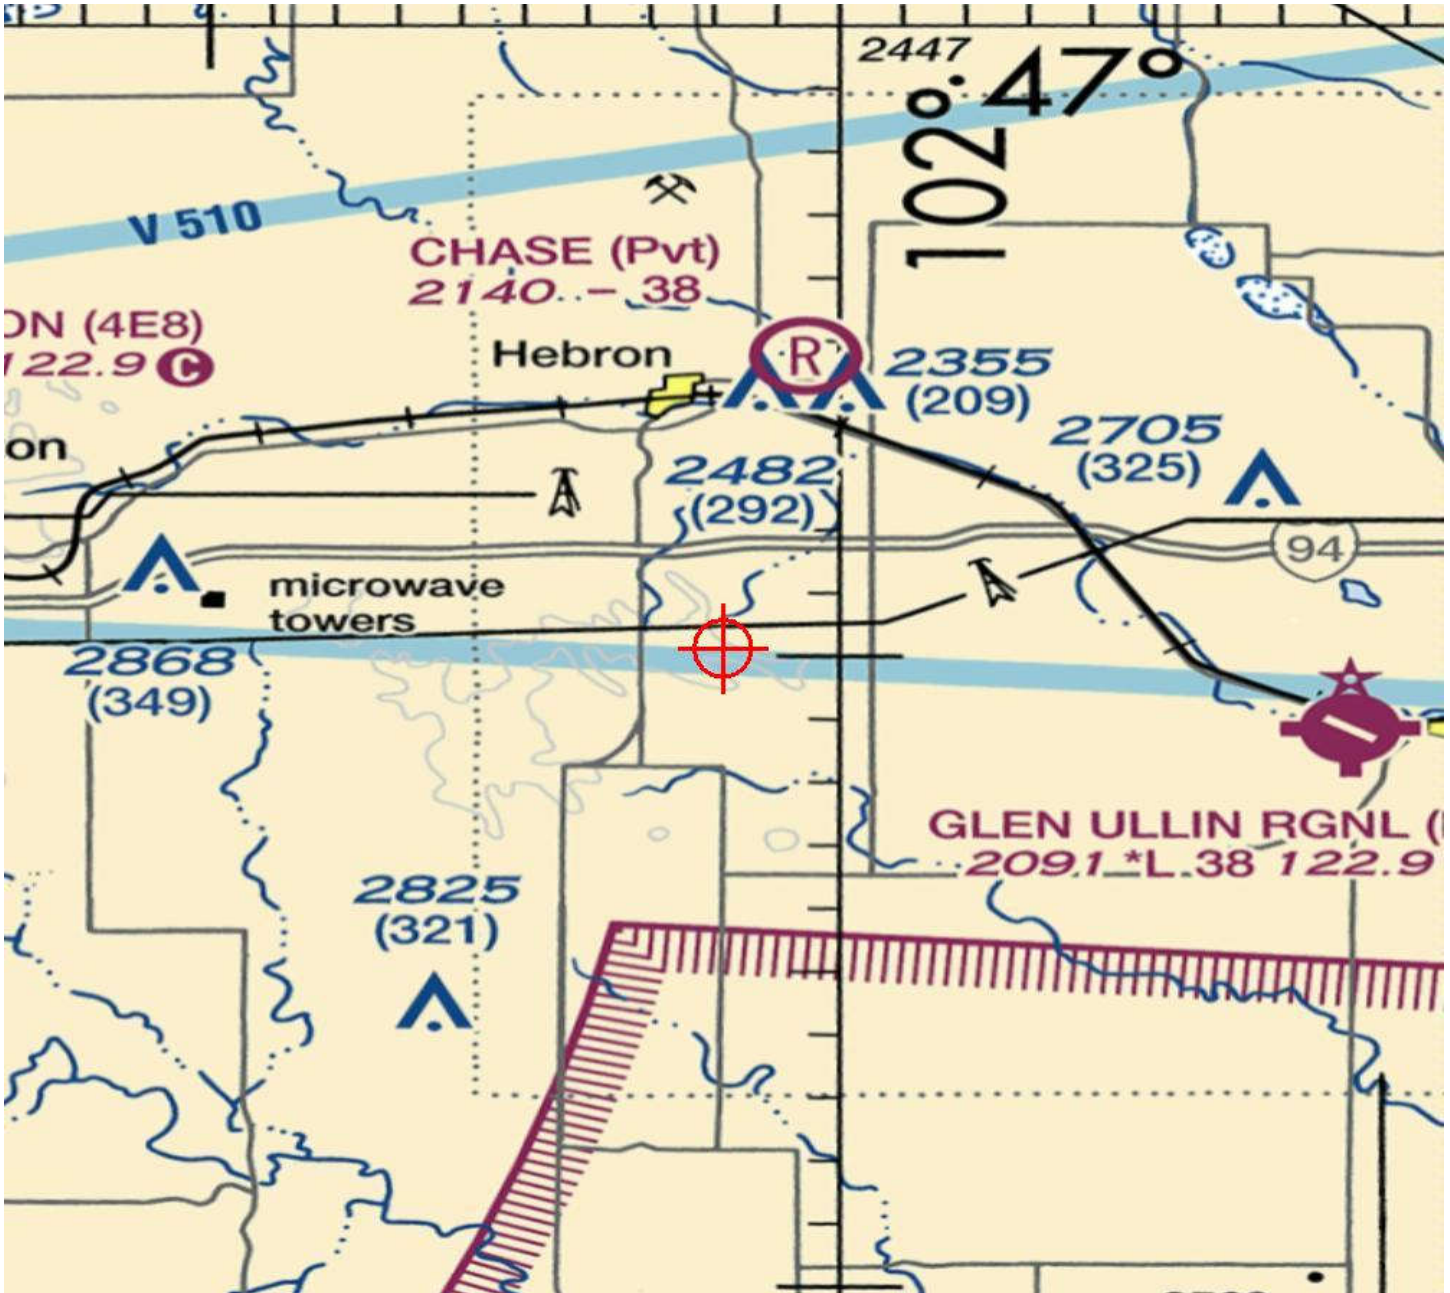 2447
47°
102°
V 510
CHASE (Pvt)
2140 - 38
ON (4E8)
122.9 C
Hebron
R
2355
(209)
2705
(325)
on
2482
(292)
94
microwave
towers
2868
(349)
GLEN ULLIN RGNL (
2091 *L 38 122.9
2825
(321)